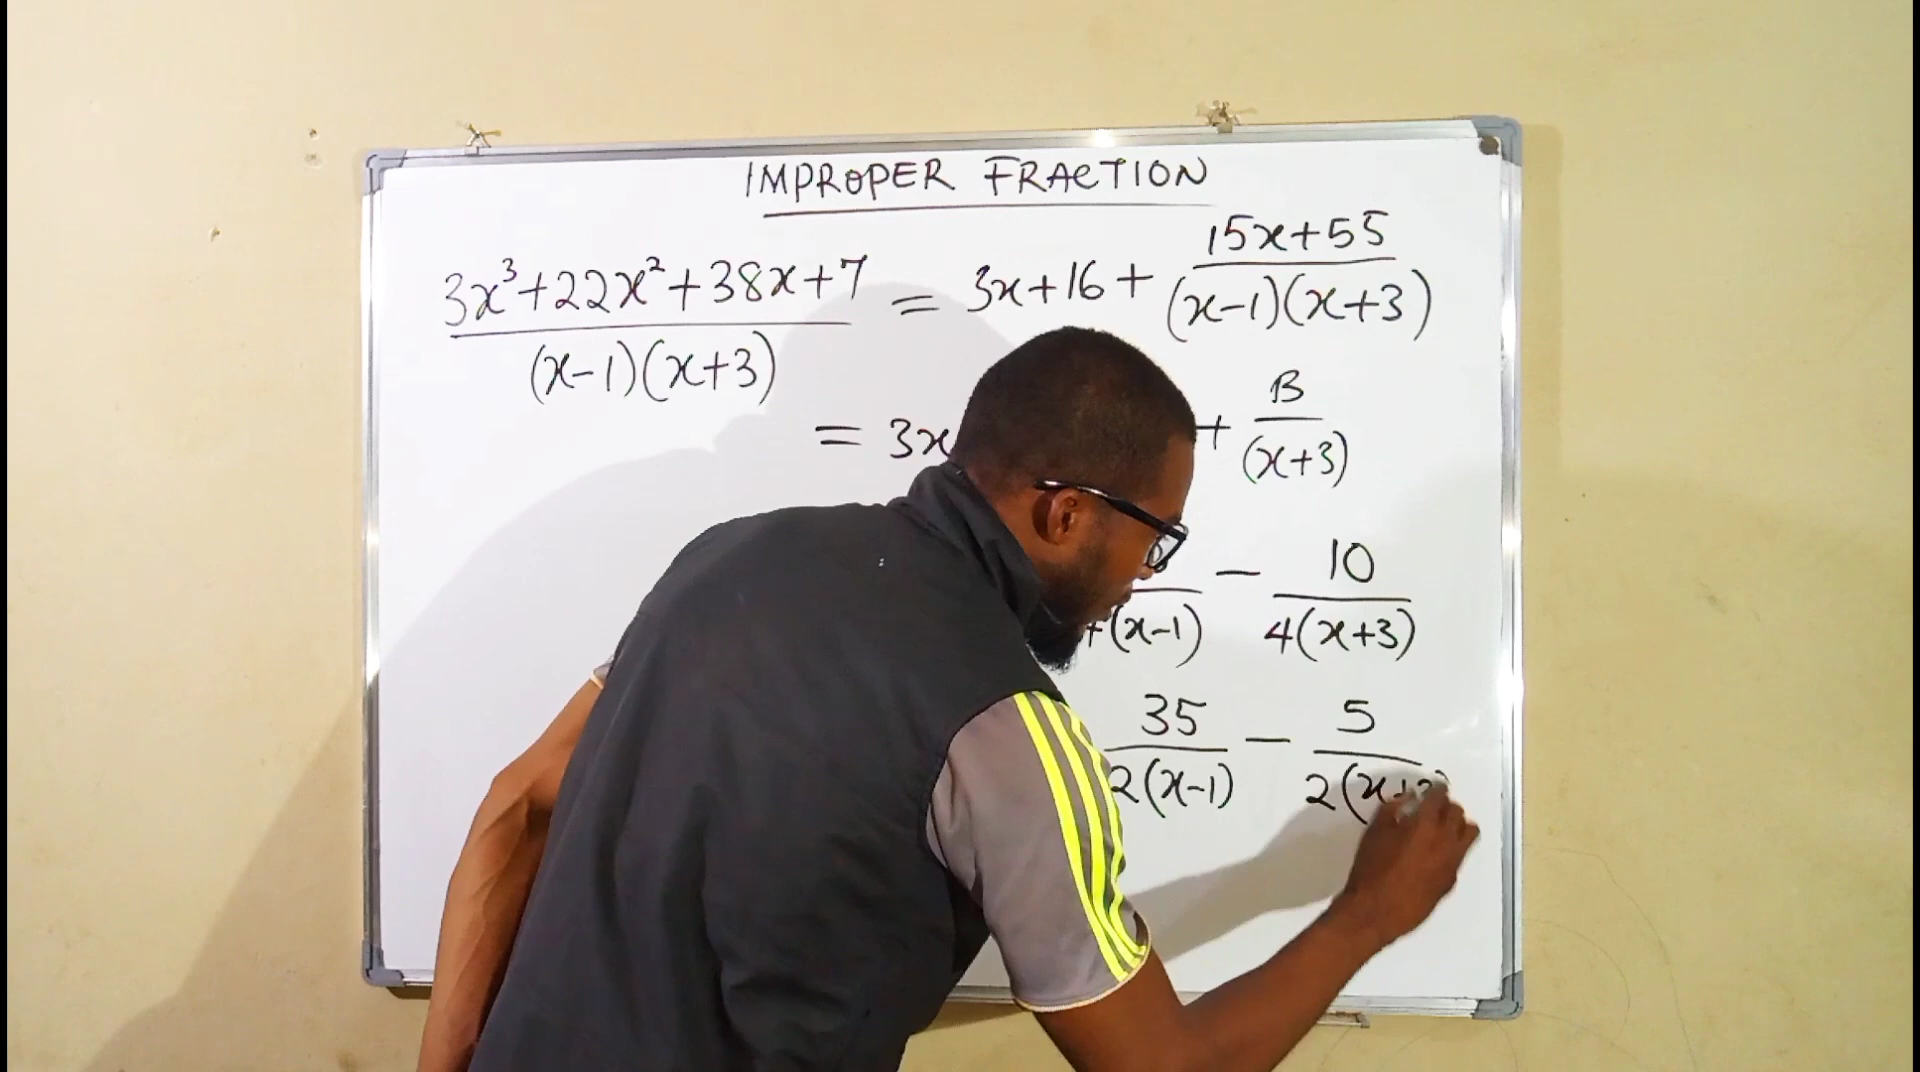 IMPROPER FRACTION
3x³+22x²+38x+7 / (x-1)(x+3) = 3x+16+ 15x+55 / (x-1)(x+3)
= 3x + B / (x+3)
(x-1) - 10 / 4(x+3)
35 / 2(x-1) - 5 / 2(x+3)